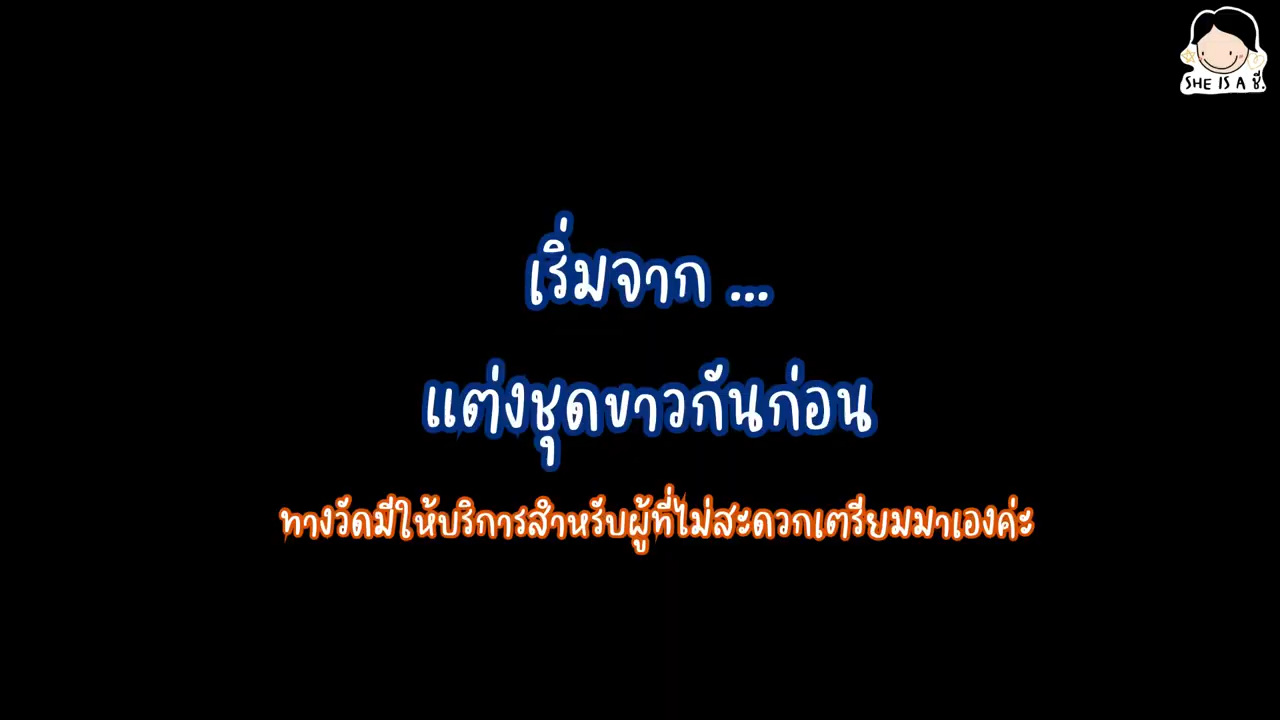 SHE IS A ชี.
เริ่มจาก ...
แต่งชุดขาวกันก่อน
ทางวัดมีให้บริการสำหรับผู้ที่ไม่สะดวกเตรียมมาเองค่ะ